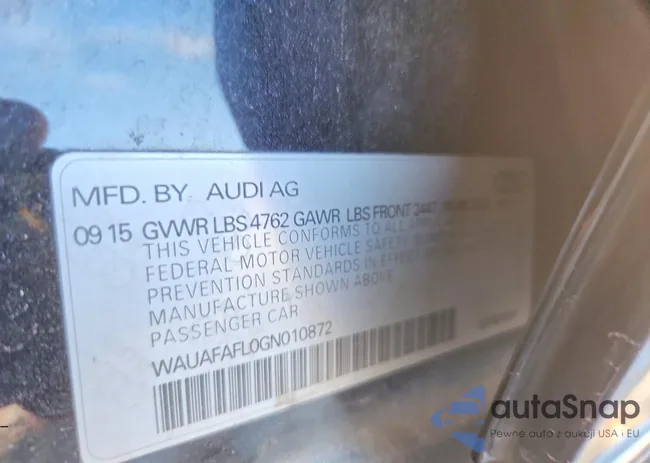 MFD. BY AUDI AG
09 15 GVWR LBS 4762 GAWR LBS FRONT 2447
THIS VEHICLE CONFORMS TO ALL
FEDERAL MOTOR VEHICLE SAFETY
PREVENTION STANDARDS IN EFFECT
MANUFACTURE SHOWN ABOVE
PASSENGER CAR
WAUAFAFL0GN010872
autaSnap
Pewne auta z aukcji USA i EU